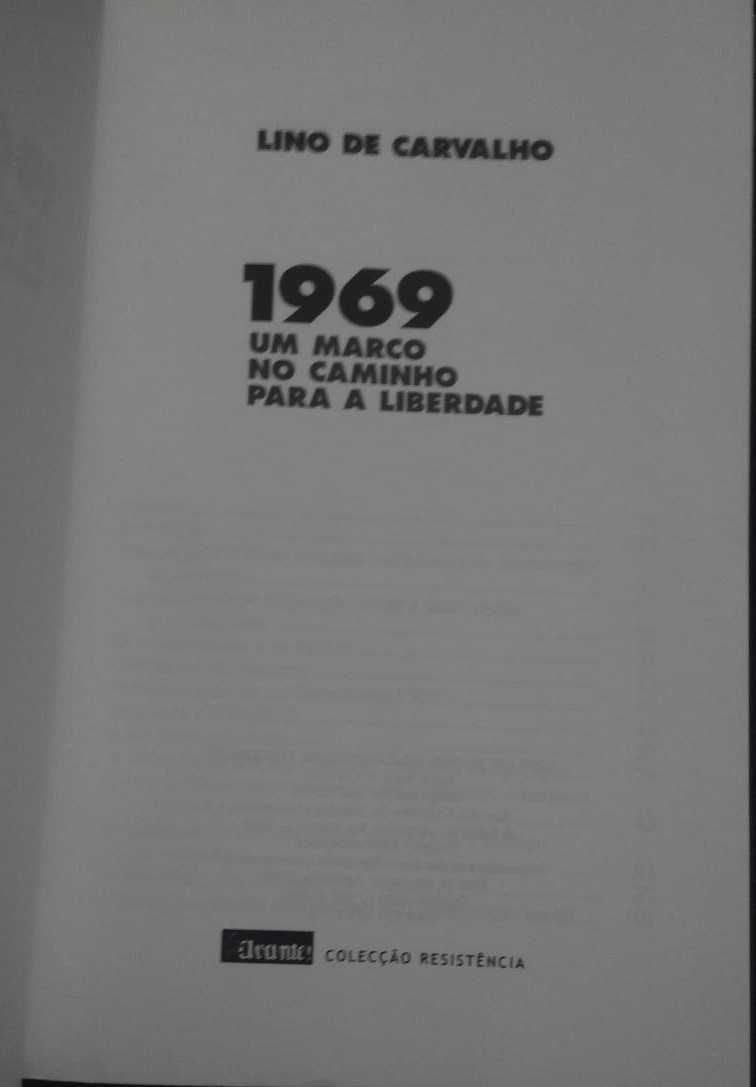 LINO DE CARVALHO
1969
UM MARCO
NO CAMINHO
PARA A LIBERDADE
Avante! COLECÇÃO RESISTÊNCIA